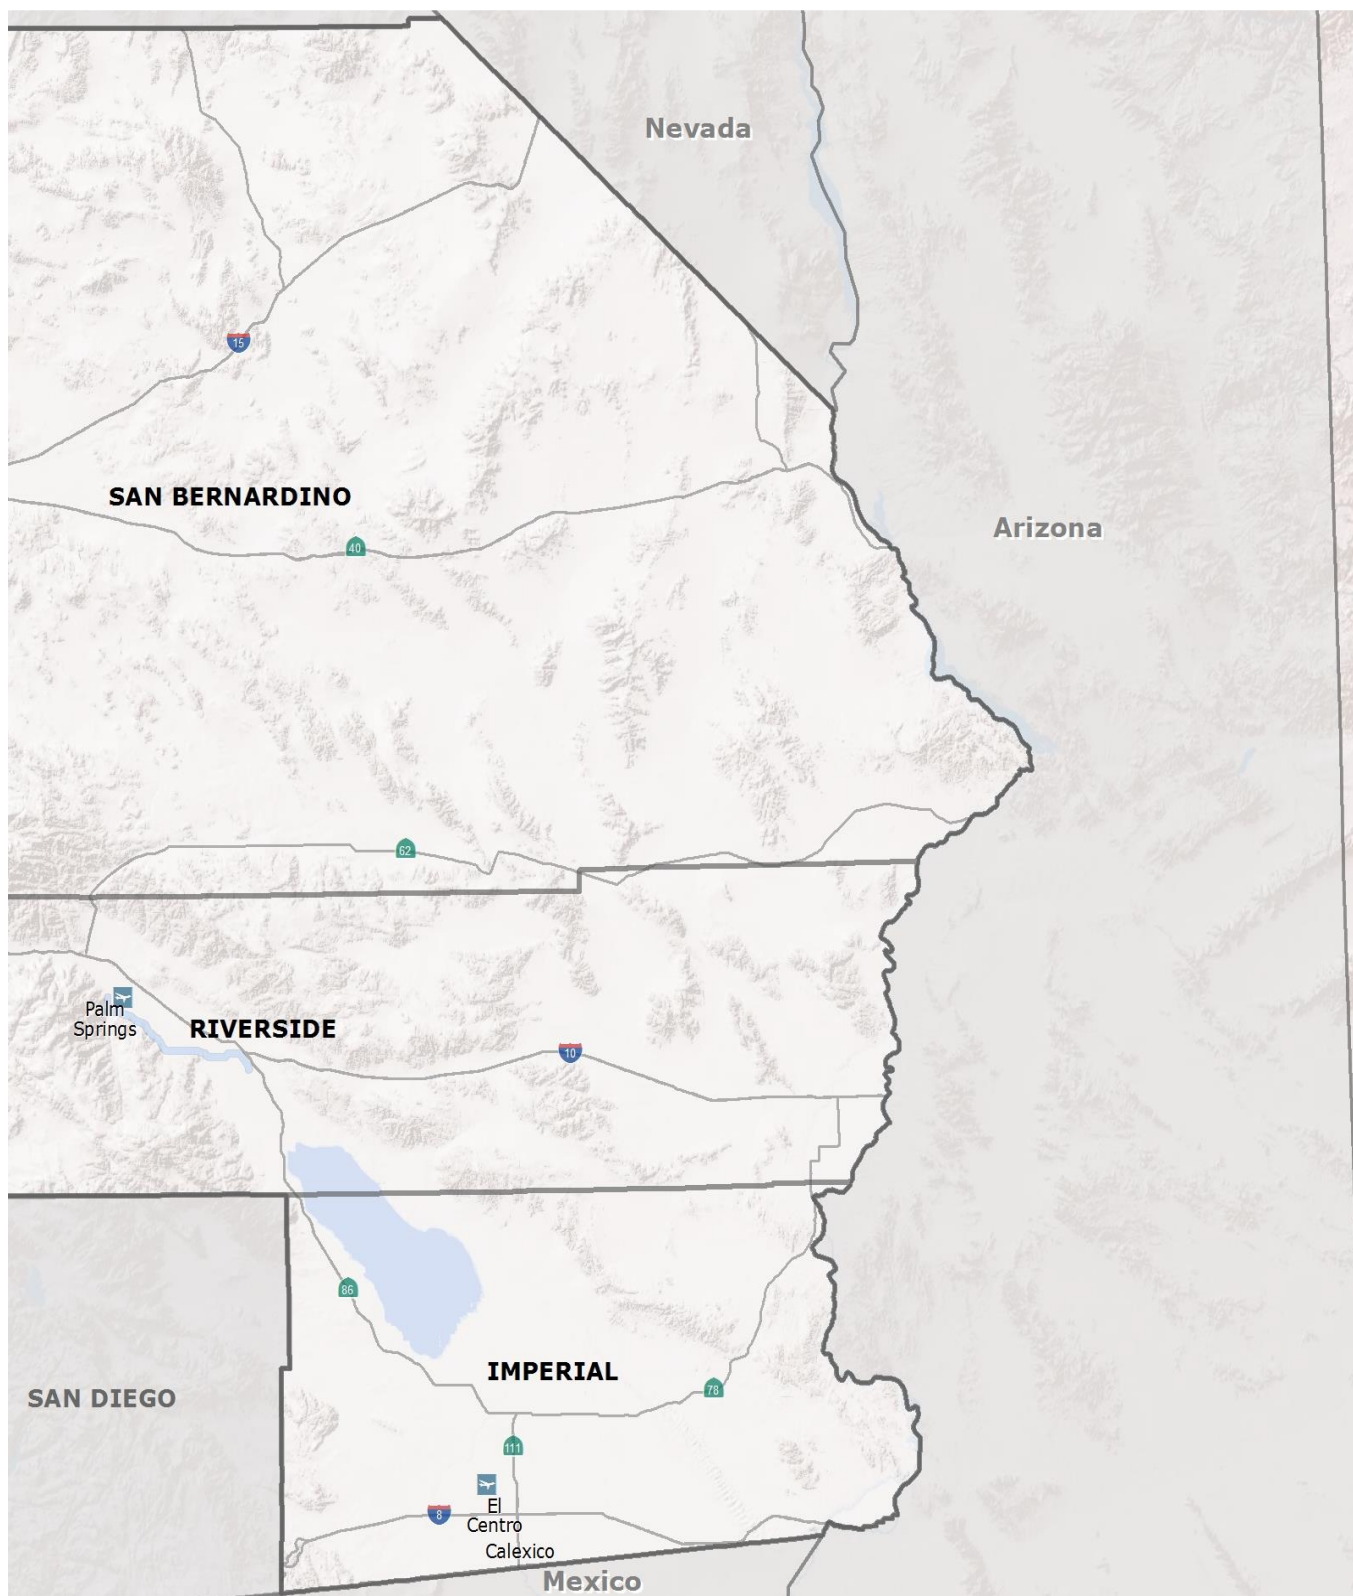 Nevada
15
SAN BERNARDINO
Arizona
40
62
Palm
Springs
RIVERSIDE
10
86
IMPERIAL
78
SAN DIEGO
111
8
El
Centro
Calexico
Mexico